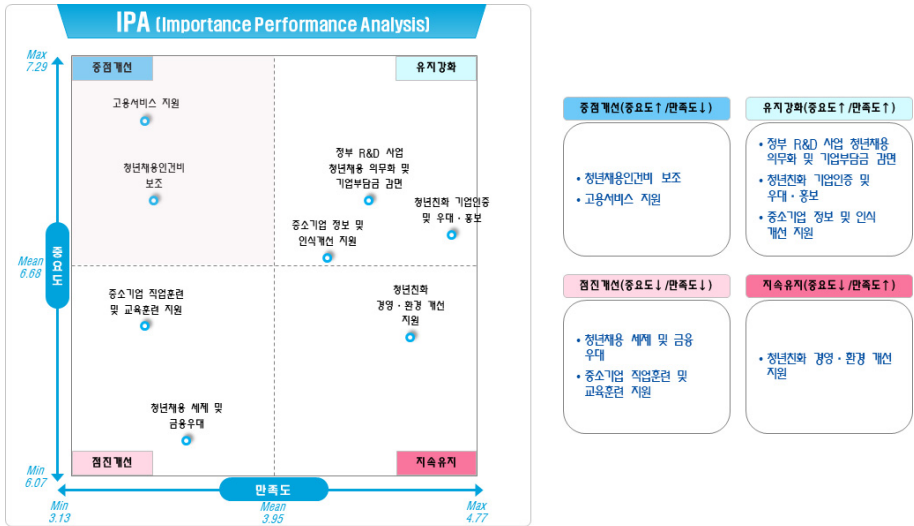 IPA (Importance Performance Analysis)
Max
7.29
중점개선
유지강화
고용서비스 지원
정부 R&D 사업
청년채용 의무화 및
기업부담금 감면
청년채용인건비
보조
청년친화 기업인증
및 우대·홍보
중소기업 정보 및
인식개선 지원
Mean
6.68
중요도
중소기업 직업훈련
및 교육훈련 지원
청년친화
경영·환경 개선
지원
청년채용 세제 및
금융우대
점진개선
지속유지
Min
6.07
만족도
Min
3.13
Mean
3.95
Max
4.77
중점개선(중요도↑/만족도↓)
• 청년채용인건비 보조
• 고용서비스 지원
유지강화(중요도↑/만족도↑)
• 정부 R&D 사업 청년채용
의무화 및 기업부담금 감면
• 청년친화 기업인증 및
우대·홍보
• 중소기업 정보 및 인식
개선 지원
점진개선(중요도↓/만족도↓)
• 청년채용 세제 및 금융
우대
• 중소기업 직업훈련 및
교육훈련 지원
지속유지(중요도↓/만족도↑)
• 청년친화 경영·환경 개선
지원